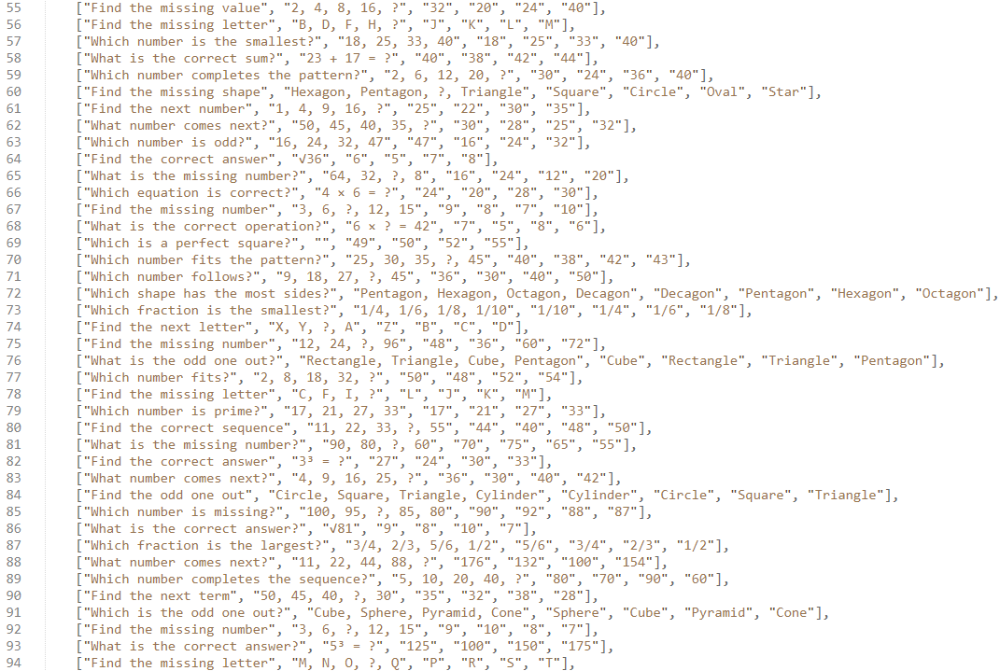 55 ["Find the missing value", "2, 4, 8, 16, ?", "32", "20", "24", "40"],
56 ["Find the missing letter", "B, D, F, H, ?", "J", "K", "L", "M"],
57 ["Which number is the smallest?", "18, 25, 33, 40", "18", "25", "33", "40"],
58 ["What is the correct sum?", "23 + 17 = ?", "40", "38", "42", "44"],
59 ["Which number completes the pattern?", "2, 6, 12, 20, ?", "30", "24", "36", "40"],
60 ["Find the missing shape", "Hexagon, Pentagon, ?, Triangle", "Square", "Circle", "Oval", "Star"],
61 ["Find the next number", "1, 4, 9, 16, ?", "25", "22", "30", "35"],
62 ["What number comes next?", "50, 45, 40, 35, ?", "30", "28", "25", "32"],
63 ["Which number is odd?", "16, 24, 32, 47", "47", "16", "24", "32"],
64 ["Find the correct answer", "√36", "6", "5", "7", "8"],
65 ["What is the missing number?", "64, 32, ?, 8", "16", "24", "12", "20"],
66 ["Which equation is correct?", "4 × 6 = ?", "24", "20", "28", "30"],
67 ["Find the missing number", "3, 6, ?, 12, 15", "9", "8", "7", "10"],
68 ["What is the correct operation?", "6 × ? = 42", "7", "5", "8", "6"],
69 ["Which is a perfect square?", "", "49", "50", "52", "55"],
70 ["Which number fits the pattern?", "25, 30, 35, ?, 45", "40", "38", "42", "43"],
71 ["Which number follows?", "9, 18, 27, ?, 45", "36", "30", "40", "50"],
72 ["Which shape has the most sides?", "Pentagon, Hexagon, Octagon, Decagon", "Decagon", "Pentagon", "Hexagon", "Octagon"],
73 ["Which fraction is the smallest?", "1/4, 1/6, 1/8, 1/10", "1/10", "1/4", "1/6", "1/8"],
74 ["Find the next letter", "X, Y, ?, A", "Z", "B", "C", "D"],
75 ["Find the missing number", "12, 24, ?, 96", "48", "36", "60", "72"],
76 ["What is the odd one out?", "Rectangle, Triangle, Cube, Pentagon", "Cube", "Rectangle", "Triangle", "Pentagon"],
77 ["Which number fits?", "2, 8, 18, 32, ?", "50", "48", "52", "54"],
78 ["Find the missing letter", "C, F, I, ?", "L", "J", "K", "M"],
79 ["Which number is prime?", "17, 21, 27, 33", "17", "21", "27", "33"],
80 ["Find the correct sequence", "11, 22, 33, ?, 55", "44", "40", "48", "50"],
81 ["What is the missing number?", "90, 80, ?, 60", "70", "75", "65", "55"],
82 ["Find the correct answer", "3³ = ?", "27", "24", "30", "33"],
83 ["What number comes next?", "4, 9, 16, 25, ?", "36", "30", "40", "42"],
84 ["Find the odd one out", "Circle, Square, Triangle, Cylinder", "Cylinder", "Circle", "Square", "Triangle"],
85 ["Which number is missing?", "100, 95, ?, 85, 80", "90", "92", "88", "87"],
86 ["What is the correct answer?", "√81", "9", "8", "10", "7"],
87 ["Which fraction is the largest?", "3/4, 2/3, 5/6, 1/2", "5/6", "3/4", "2/3", "1/2"],
88 ["What number comes next?", "11, 22, 44, 88, ?", "176", "132", "100", "154"],
89 ["Which number completes the sequence?", "5, 10, 20, 40, ?", "80", "70", "90", "60"],
90 ["Find the next term", "50, 45, 40, ?, 30", "35", "32", "38", "28"],
91 ["Which is the odd one out?", "Cube, Sphere, Pyramid, Cone", "Sphere", "Cube", "Pyramid", "Cone"],
92 ["Find the missing number", "3, 6, ?, 12, 15", "9", "10", "8", "7"],
93 ["What is the correct answer?", "5³ = ?", "125", "100", "150", "175"],
94 ["Find the missing letter", "M, N, O, ?, Q", "P", "R", "S", "T"],